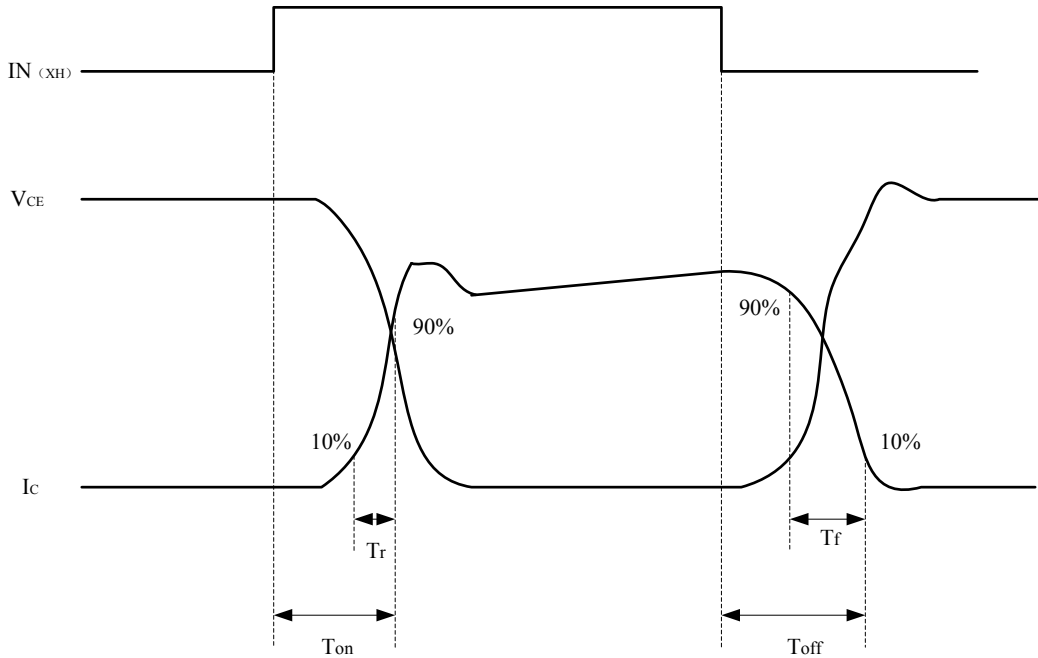 IN（XH）
VCE
90%
90%
10%
10%
IC
Tr
Tf
Ton
Toff